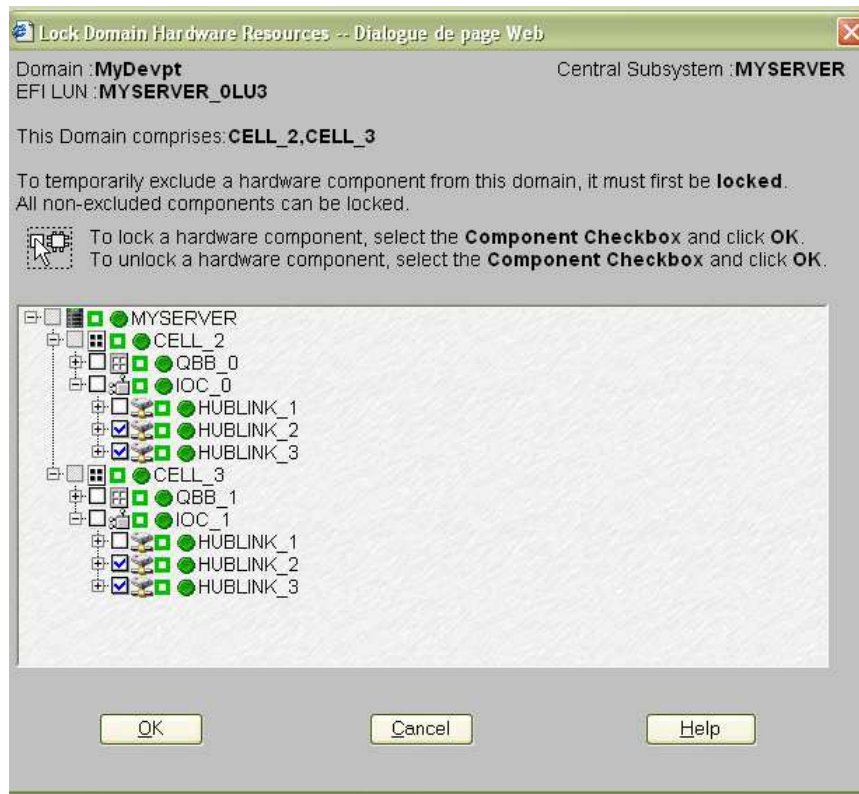 Lock Domain Hardware Resources -- Dialogue de page Web
Domain :MyDevpt
Central Subsystem :MYSERVER
EFI LUN :MYSERVER_0LU3
This Domain comprises:CELL_2,CELL_3
To temporarily exclude a hardware component from this domain, it must first be locked.
All non-excluded components can be locked.
To lock a hardware component, select the Component Checkbox and click OK.
To unlock a hardware component, select the Component Checkbox and click OK.
MYSERVER
CELL_2
QBB_0
IOC_0
HUBLINK_1
HUBLINK_2
HUBLINK_3
CELL_3
QBB_1
IOC_1
HUBLINK_1
HUBLINK_2
HUBLINK_3
OK
Cancel
Help